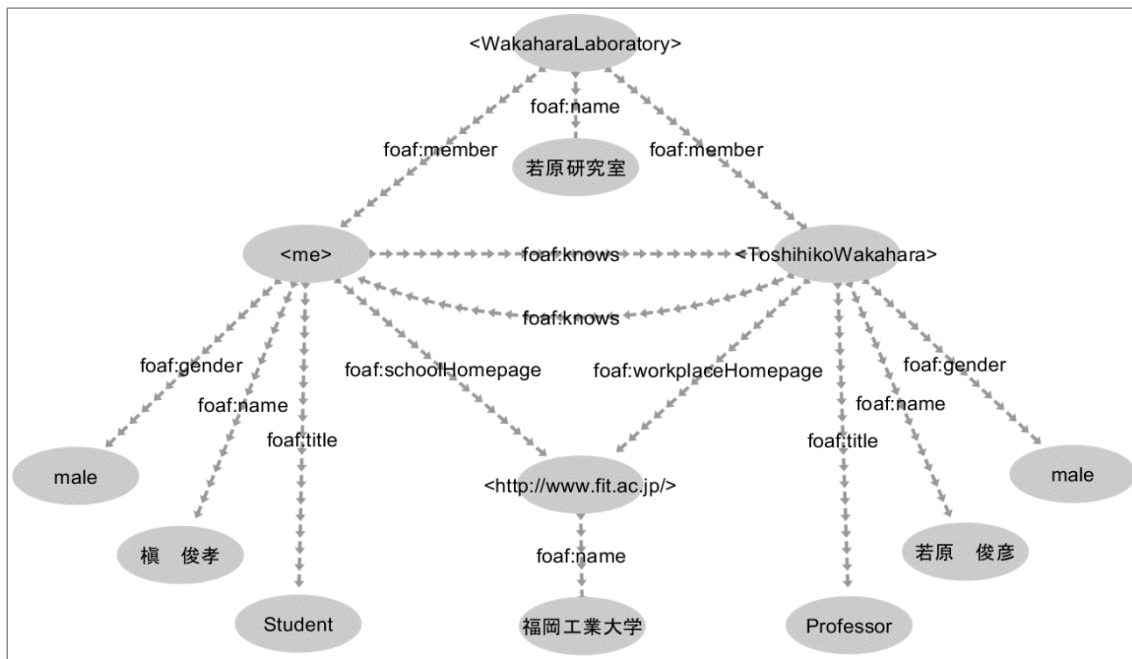 <WakaharaLaboratory>
foaf:name
foaf:member
foaf:member
若原研究室
<me>
foaf:knows
<ToshihikoWakahara>
foaf:knows
foaf:gender
foaf:schoolHomepage
foaf:workplaceHomepage
foaf:gender
foaf:name
foaf:name
foaf:title
foaf:title
male
<http://www.fit.ac.jp/>
male
槇　俊孝
foaf:name
若原　俊彦
Student
福岡工業大学
Professor